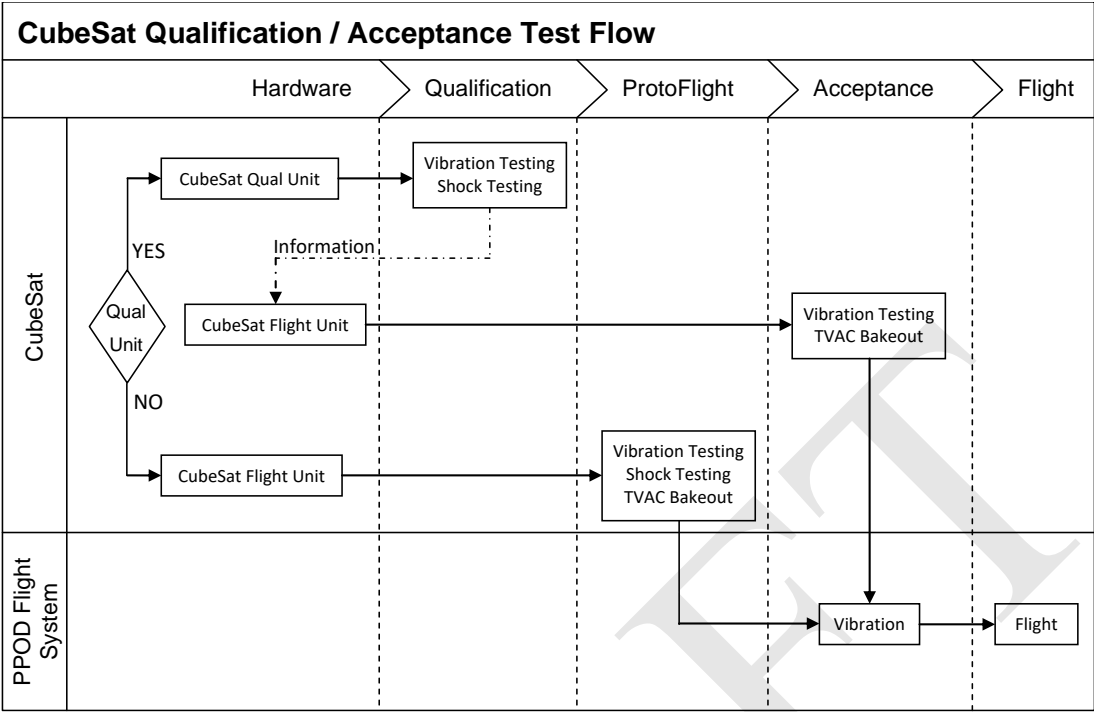 CubeSat Qualification / Acceptance Test Flow
Hardware
Qualification
ProtoFlight
Acceptance
Flight
CubeSat
CubeSat Qual Unit
Vibration Testing
Shock Testing
YES
Information
Qual
Unit
CubeSat Flight Unit
Vibration Testing
TVAC Bakeout
NO
CubeSat Flight Unit
Vibration Testing
Shock Testing
TVAC Bakeout
PPOD Flight
System
Vibration
Flight
FT